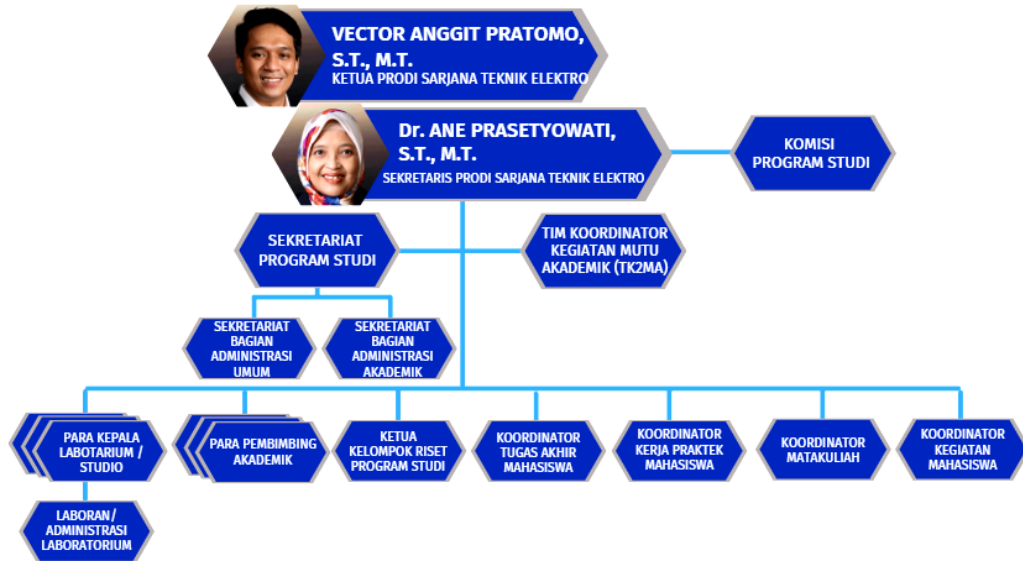 VECTOR ANGGIT PRATOMO,
S.T., M.T.
KETUA PRODI SARJANA TEKNIK ELEKTRO
Dr. ANE PRASETYOWATI,
S.T., M.T.
SEKRETARIS PRODI SARJANA TEKNIK ELEKTRO
KOMISI
PROGRAM STUDI
SEKRETARIAT
PROGRAM STUDI
TIM KOORDINATOR
KEGIATAN MUTU
AKADEMIK (TK2MA)
SEKRETARIAT
BAGIAN
ADMINISTRASI
UMUM
SEKRETARIAT
BAGIAN
ADMINISTRASI
AKADEMIK
PARA KEPALA
LABOTARIUM /
STUDIO
PARA PEMBIMBING
AKADEMIK
KETUA
KELOMPOK RISET
PROGRAM STUDI
KOORDINATOR
TUGAS AKHIR
MAHASISWA
KOORDINATOR
KERJA PRAKTEK
MAHASISWA
KOORDINATOR
MATAKULIAH
KOORDINATOR
KEGIATAN
MAHASISWA
LABORAN/
ADMINISTRASI
LABORATORIUM